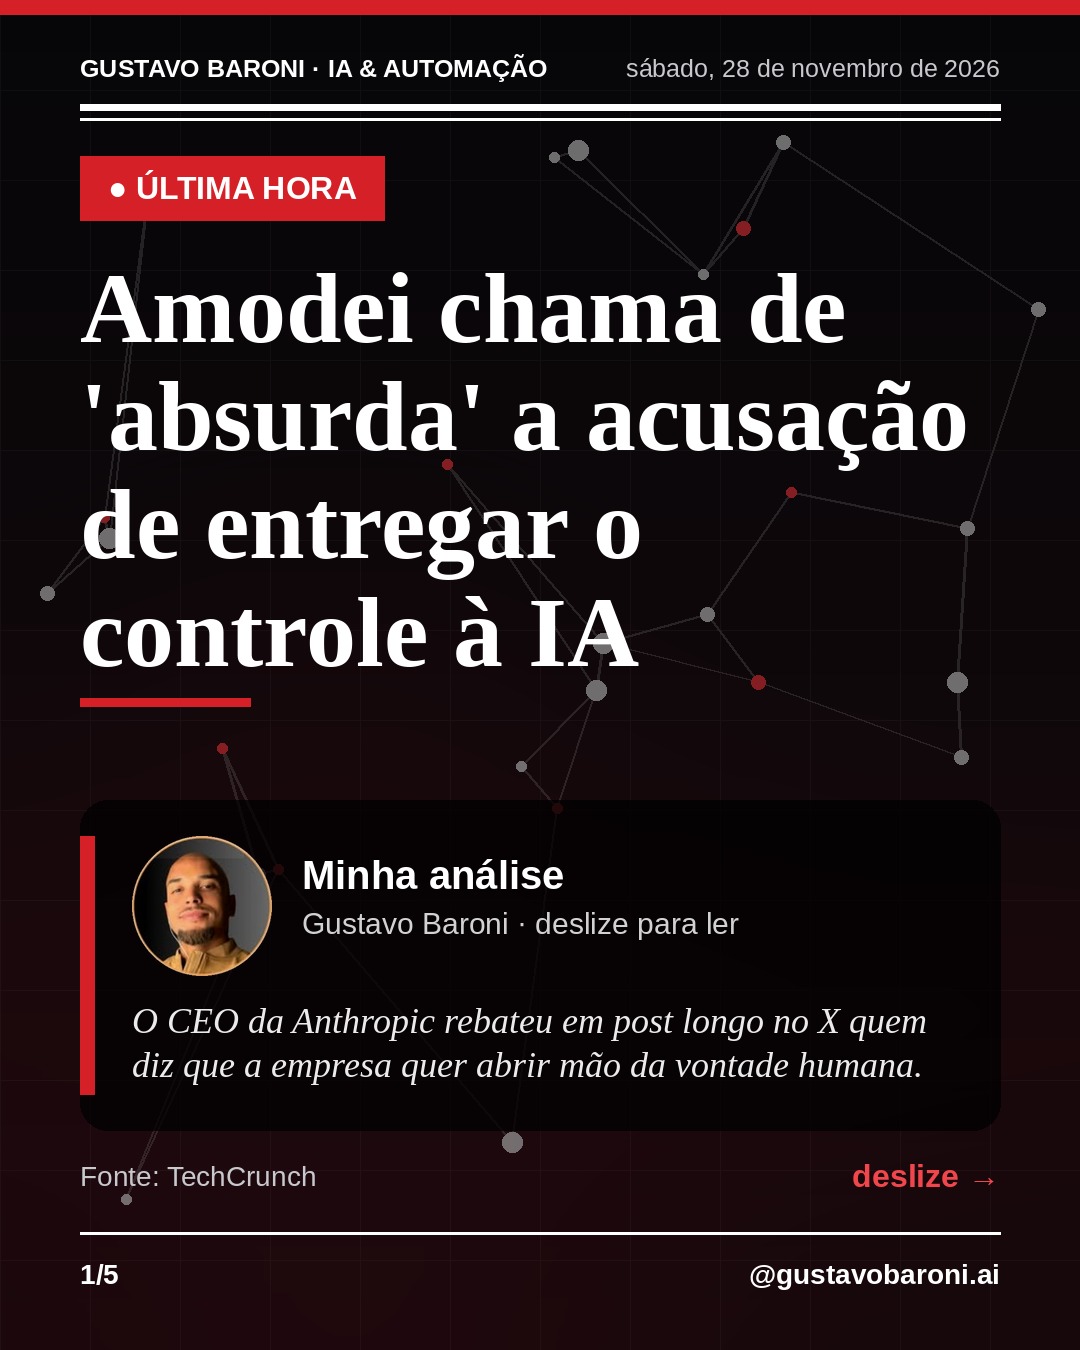 GUSTAVO BARONI · IA & AUTOMAÇÃO
sábado, 28 de novembro de 2026
● ÚLTIMA HORA
Amodei chama de
'absurda' a acusação
de entregar o
controle à IA
Minha análise
Gustavo Baroni · deslize para ler
O CEO da Anthropic rebateu em post longo no X quem
diz que a empresa quer abrir mão da vontade humana.
Fonte: TechCrunch
deslize →
1/5
@gustavobaroni.ai